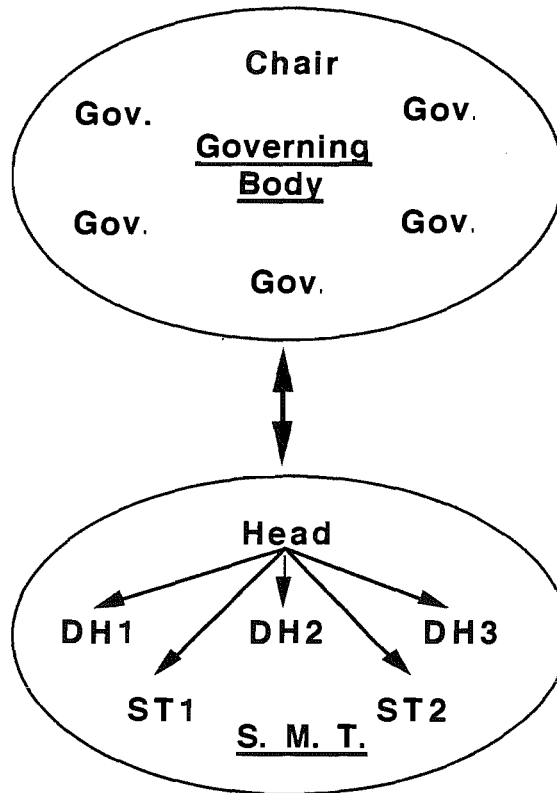 Chair
Gov. Gov.
Governing
Body
Gov. Gov.
Gov.
Head
DH1 DH2 DH3
ST1 ST2
S. M. T.